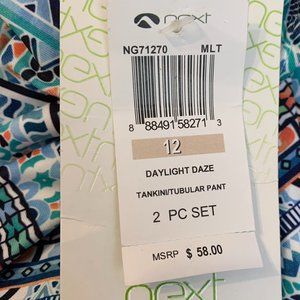 next
NG71270 MLT
8 88491 58271 3
12
DAYLIGHT DAZE
TANKINI/TUBULAR PANT
2 PC SET
MSRP $ 58.00
next